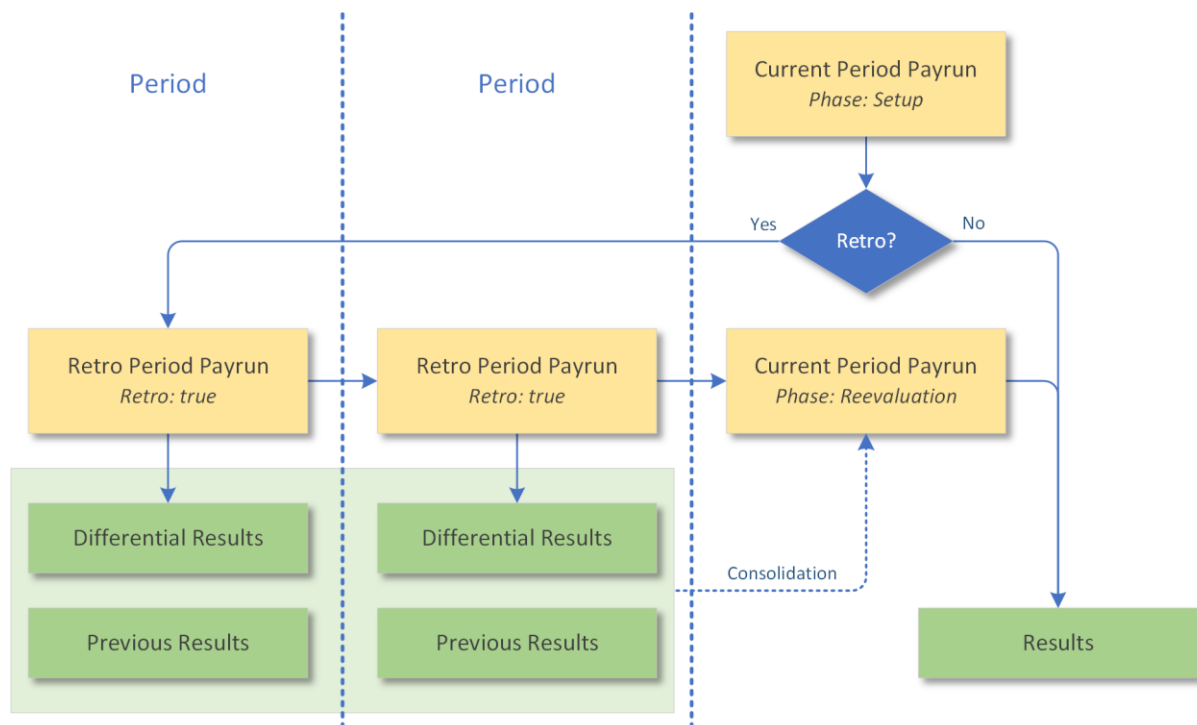 Period
Period
Current Period Payrun
Phase: Setup
Yes
Retro?
No
Retro Period Payrun
Retro: true
Retro Period Payrun
Retro: true
Current Period Payrun
Phase: Reevaluation
Differential Results
Differential Results
Consolidation
Previous Results
Previous Results
Results